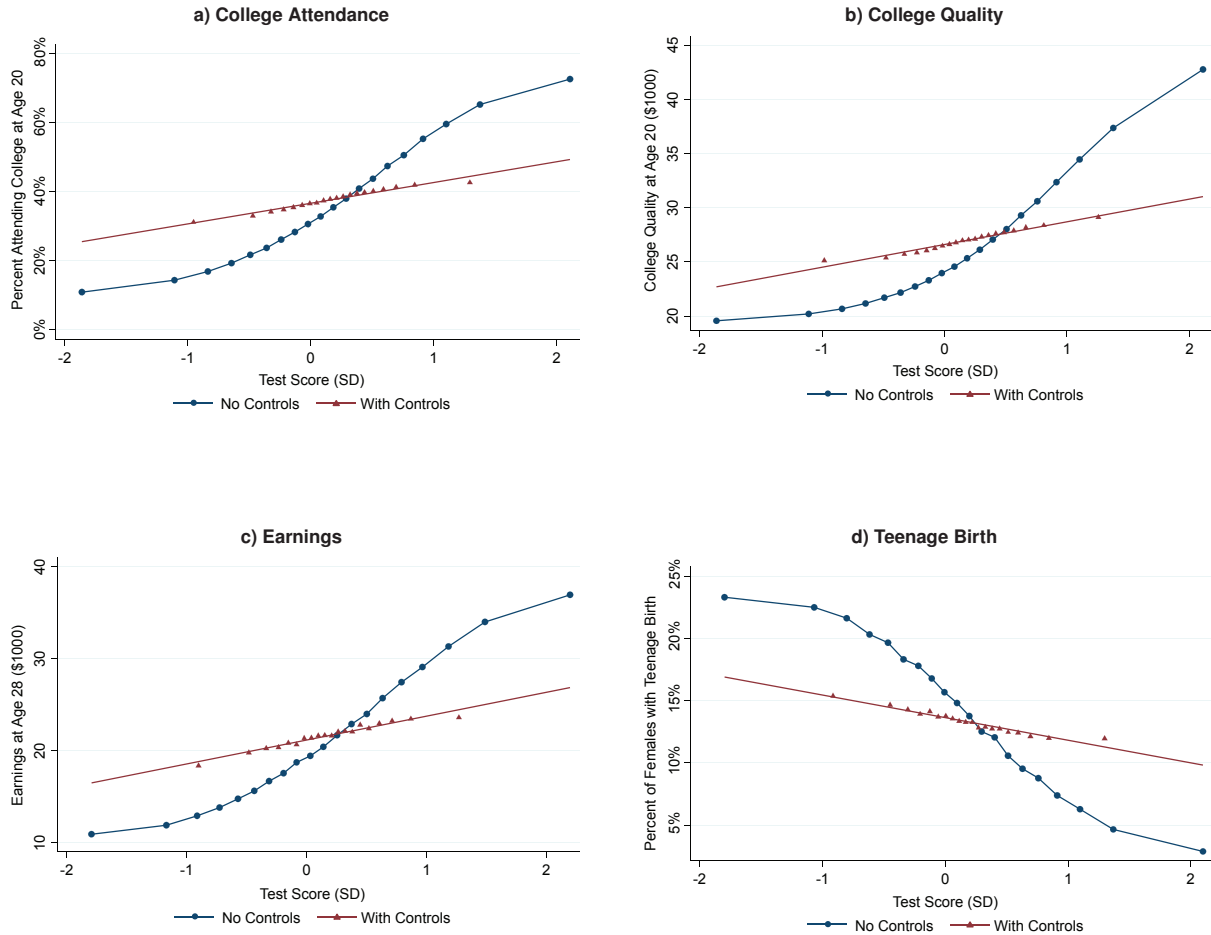 a) College Attendance
Percent Attending College at Age 20
80%
60%
40%
20%
0%
-2 -1 0 1 2
Test Score (SD)
No Controls With Controls
b) College Quality
College Quality at Age 20 ($1000)
45
40
35
30
25
20
-2 -1 0 1 2
Test Score (SD)
No Controls With Controls
c) Earnings
Earnings at Age 28 ($1000)
40
30
20
10
-2 -1 0 1 2
Test Score (SD)
No Controls With Controls
d) Teenage Birth
Percent of Females with Teenage Birth
25%
20%
15%
10%
5%
-2 -1 0 1 2
Test Score (SD)
No Controls With Controls